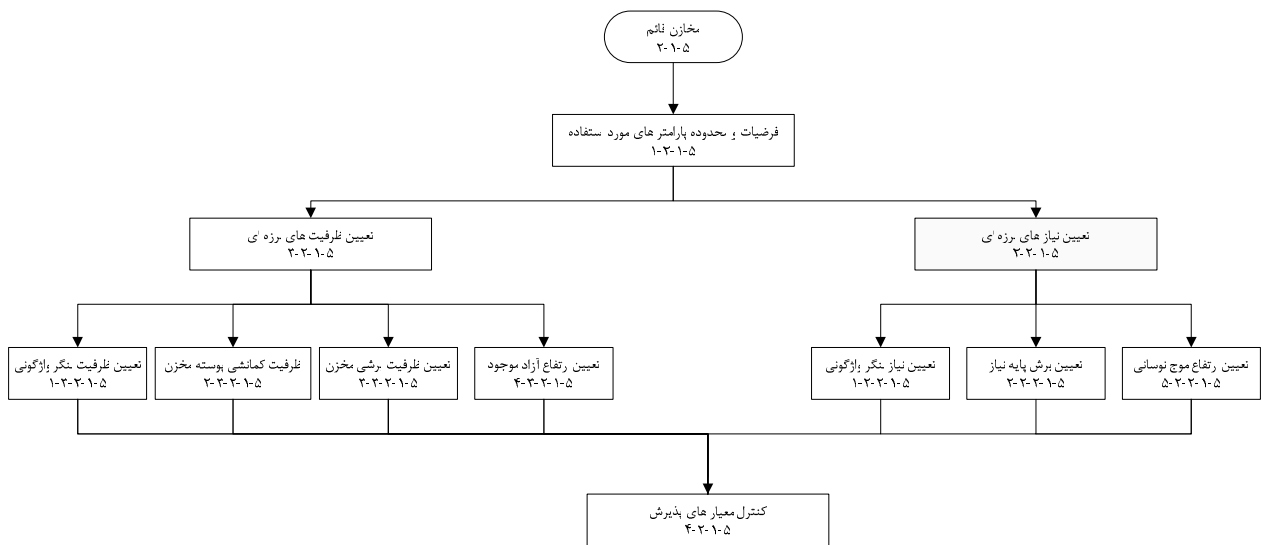 مخازن قائم
۲-۱-۵
فرضیات و محدوده پارامتر های مورد استفاده
۱-۲-۱-۵
تعیین نیاز های لرزه ای
۲-۲-۱-۵
تعیین ظرفیت های لرزه ای
۳-۲-۱-۵
تعیین ارتفاع موج نوسانی
۵-۲-۲-۱-۵
تعیین برش پایه نیاز
۲-۲-۲-۱-۵
تعیین نیاز لنگر واژگونی
۱-۲-۲-۱-۵
تعیین ارتفاع آزاد موجود
۴-۳-۲-۱-۵
تعیین ظرفیت برشی مخزن
۳-۳-۲-۱-۵
ظرفیت کمانشی پوسته مخزن
۲-۳-۲-۱-۵
تعیین ظرفیت لنگر واژگونی
۱-۳-۲-۱-۵
کنترل معیار های پذیرش
۴-۲-۱-۵